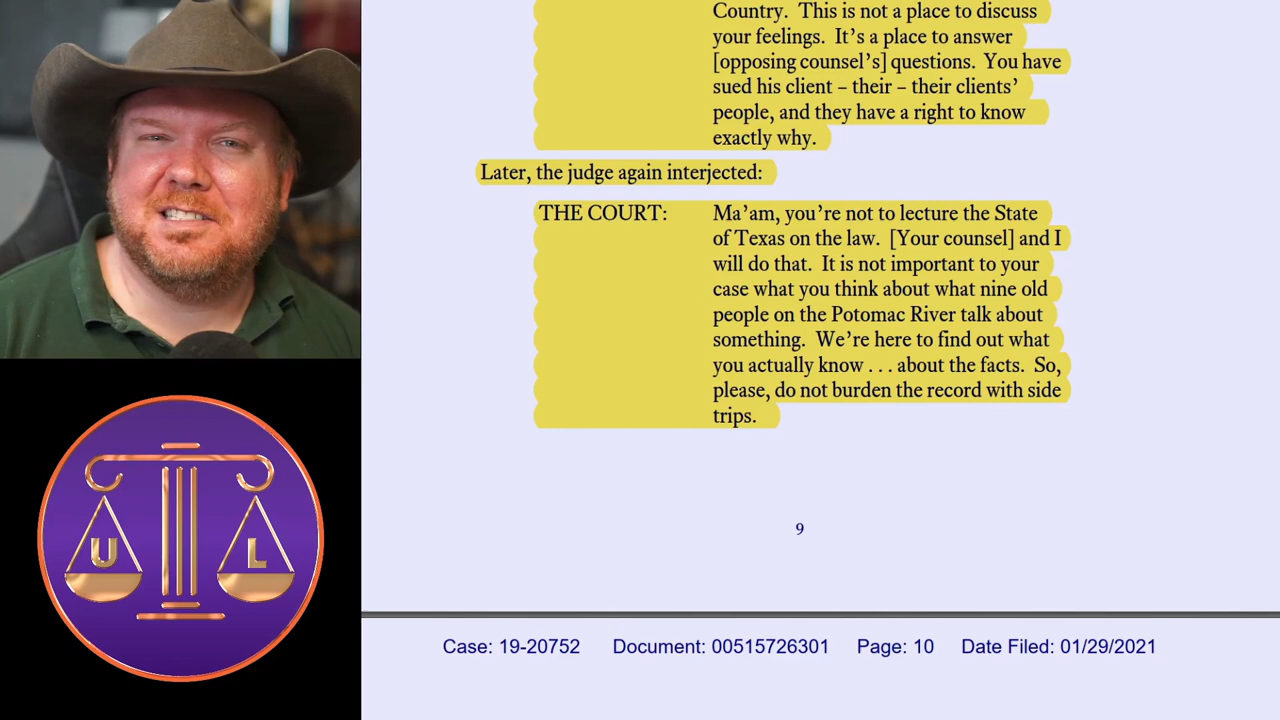 Country. This is not a place to discuss
your feelings. It’s a place to answer
[opposing counsel’s] questions. You have
sued his client – their – their clients’
people, and they have a right to know
exactly why.
Later, the judge again interjected:
THE COURT: Ma’am, you’re not to lecture the State
of Texas on the law. [Your counsel] and I
will do that. It is not important to your
case what you think about what nine old
people on the Potomac River talk about
something. We’re here to find out what
you actually know . . . about the facts. So,
please, do not burden the record with side
trips.
9
Case: 19-20752 Document: 00515726301 Page: 10 Date Filed: 01/29/2021
U L